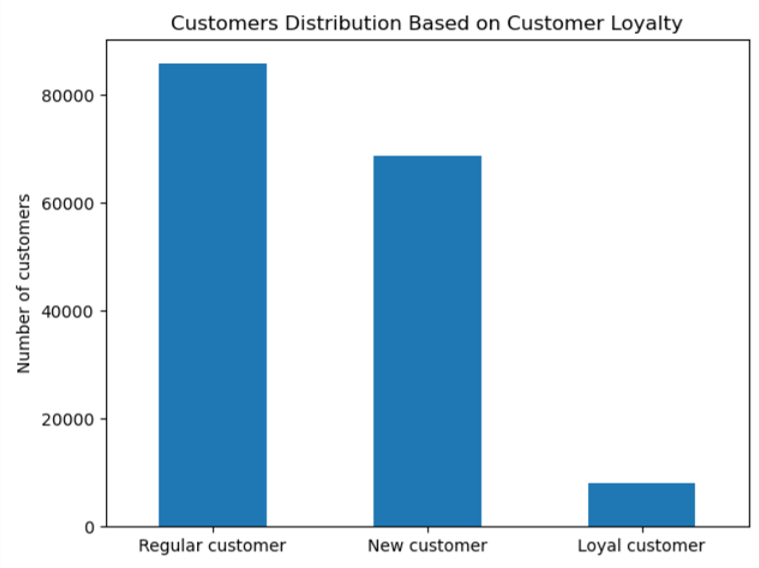 Customers Distribution Based on Customer Loyalty
Number of customers
80000
60000
40000
20000
0
Regular customer
New customer
Loyal customer